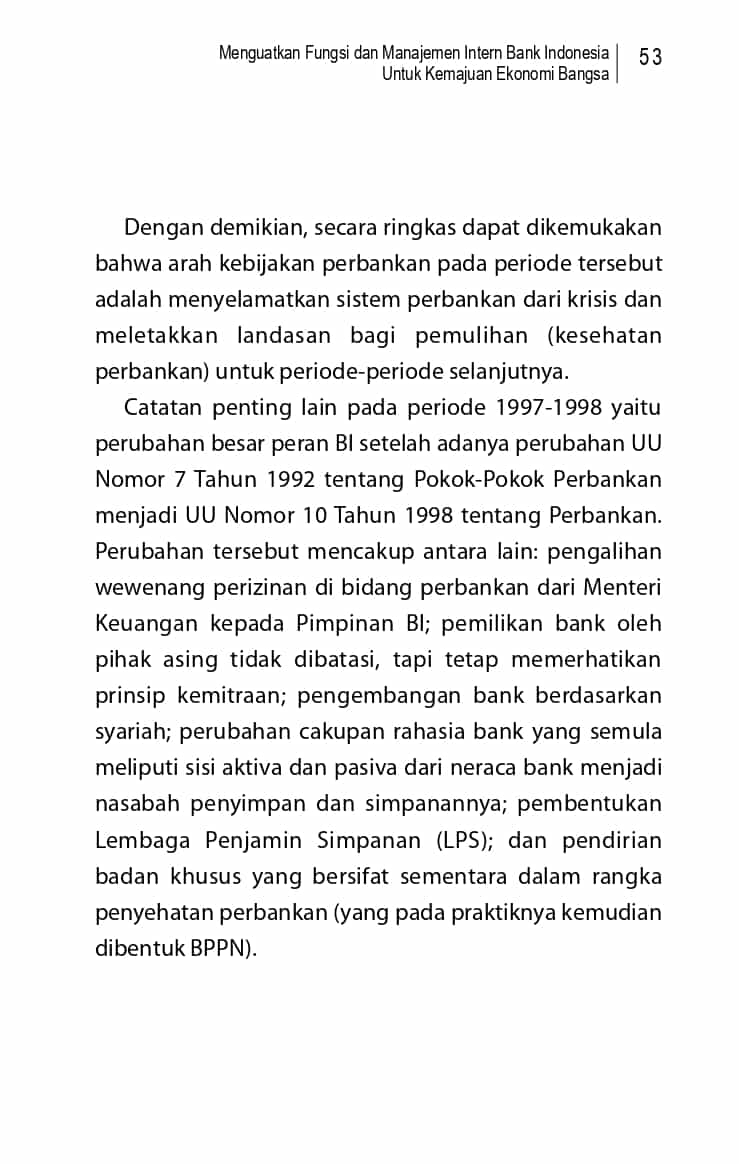 Menguatkan Fungsi dan Manajemen Intern Bank Indonesia
Untuk Kemajuan Ekonomi Bangsa
53
Dengan demikian, secara ringkas dapat dikemukakan
bahwa arah kebijakan perbankan pada periode tersebut
adalah menyelamatkan sistem perbankan dari krisis dan
meletakkan landasan bagi pemulihan (kesehatan
perbankan) untuk periode-periode selanjutnya.
Catatan penting lain pada periode 1997-1998 yaitu
perubahan besar peran BI setelah adanya perubahan UU
Nomor 7 Tahun 1992 tentang Pokok-Pokok Perbankan
menjadi UU Nomor 10 Tahun 1998 tentang Perbankan.
Perubahan tersebut mencakup antara lain: pengalihan
wewenang perizinan di bidang perbankan dari Menteri
Keuangan kepada Pimpinan BI; pemilikan bank oleh
pihak asing tidak dibatasi, tapi tetap memerhatikan
prinsip kemitraan; pengembangan bank berdasarkan
syariah; perubahan cakupan rahasia bank yang semula
meliputi sisi aktiva dan pasiva dari neraca bank menjadi
nasabah penyimpan dan simpanannya; pembentukan
Lembaga Penjamin Simpanan (LPS); dan pendirian
badan khusus yang bersifat sementara dalam rangka
penyehatan perbankan (yang pada praktiknya kemudian
dibentuk BPPN).